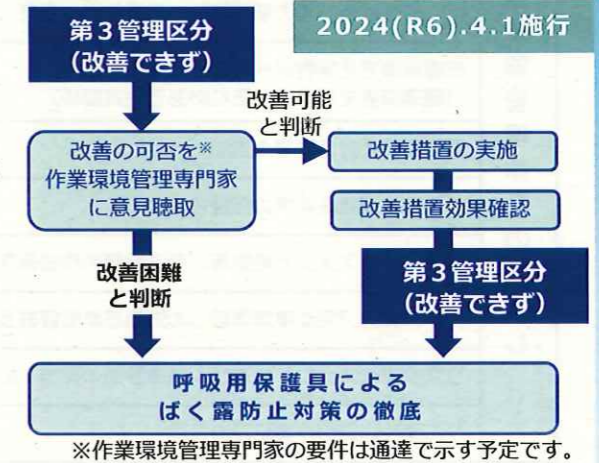 2024(R6).4.1施行
第3管理区分
(改善できず)
改善の可否を※
作業環境管理専門家
に意見聴取
改善可能
と判断
改善措置の実施
改善措置効果確認
第3管理区分
(改善できず)
改善困難
と判断
呼吸用保護具による
ばく露防止対策の徹底
※作業環境管理専門家の要件は通達で示す予定です。